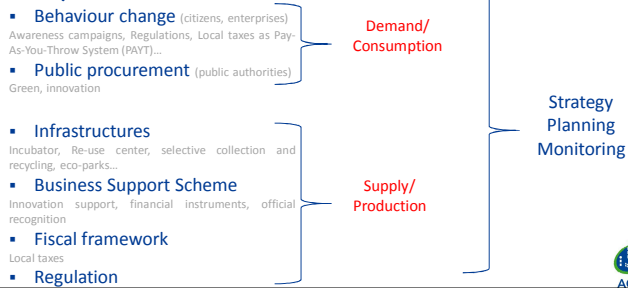 ▪ Behaviour change (citizens, enterprises)
Awareness campaigns, Regulations, Local taxes as Pay-
As-You-Throw System (PAYT)…
▪ Public procurement (public authorities)
Green, innovation
Demand/
Consumption
▪ Infrastructures
Incubator, Re-use center, selective collection and
recycling, eco-parks…
▪ Business Support Scheme
Innovation support, financial instruments, official
recognition
▪ Fiscal framework
Local taxes
▪ Regulation
Supply/
Production
Strategy
Planning
Monitoring